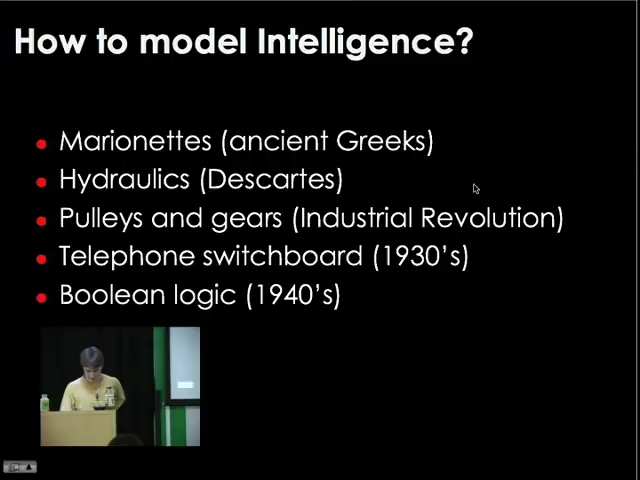 How to model Intelligence?
Marionettes (ancient Greeks)
Hydraulics (Descartes)
Pulleys and gears (Industrial Revolution)
Telephone switchboard (1930's)
Boolean logic (1940's)